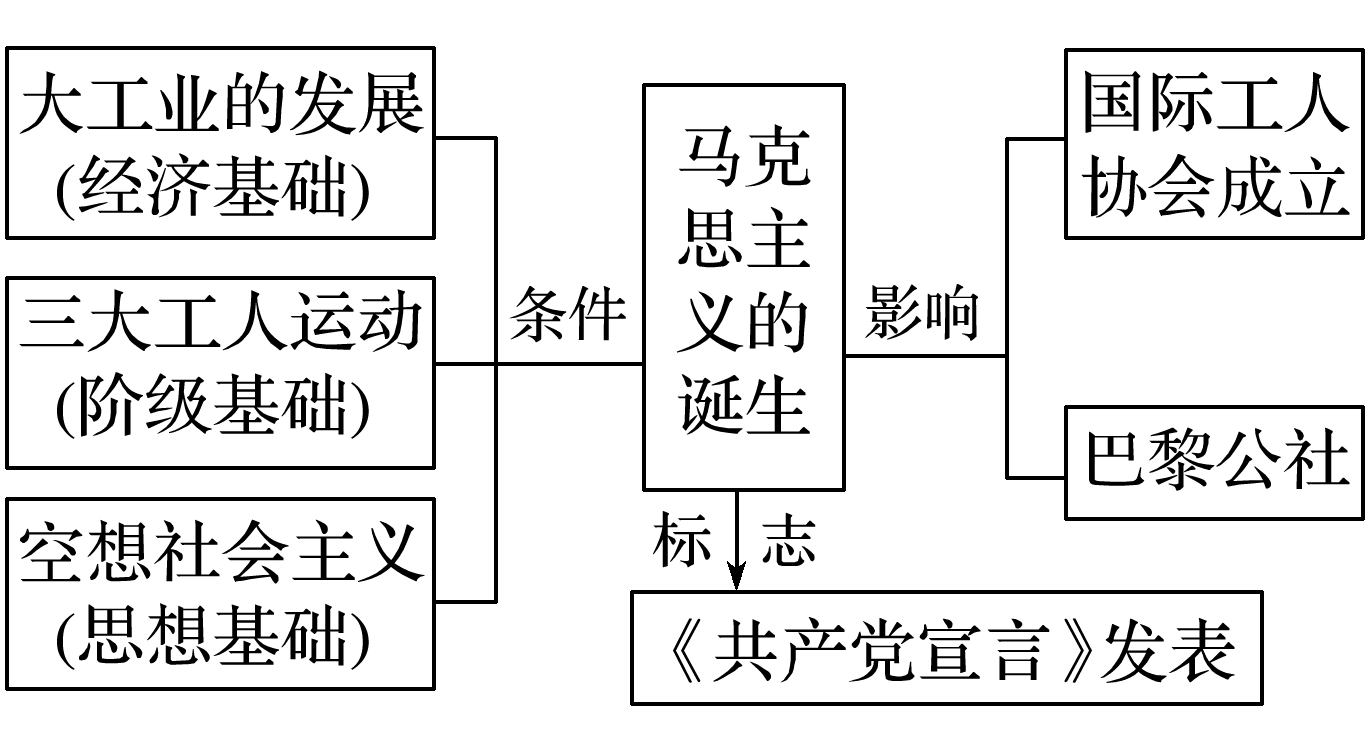 大工业的发展
(经济基础)
三大工人运动
(阶级基础)
空想社会主义
(思想基础)
条件
马克
思主
义的
诞生
标志
《共产党宣言》发表
影响
国际工人
协会成立
巴黎公社